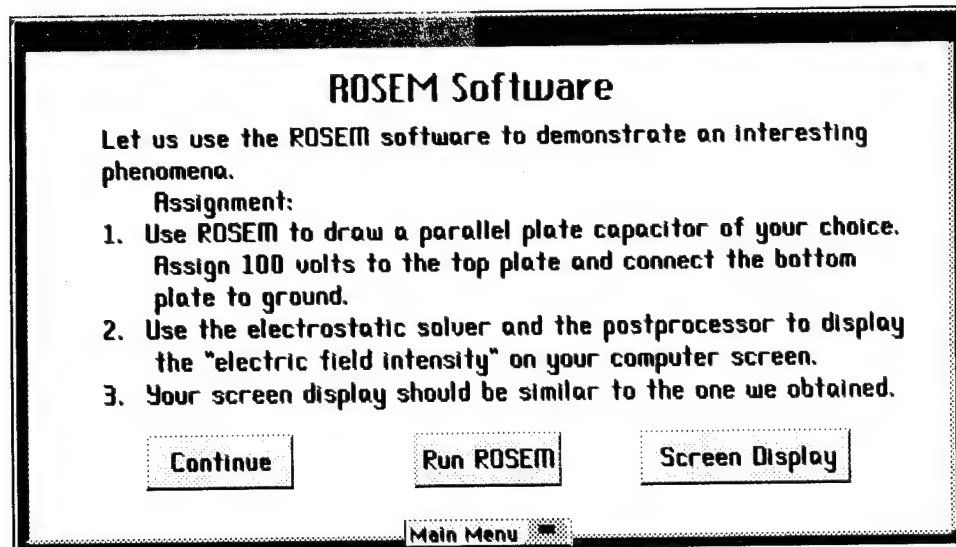 ROSEM Software
Let us use the ROSEM software to demonstrate an interesting
phenomena.
Assignment:
1. Use ROSEM to draw a parallel plate capacitor of your choice.
Assign 100 volts to the top plate and connect the bottom
plate to ground.
2. Use the electrostatic solver and the postprocessor to display
the "electric field intensity" on your computer screen.
3. Your screen display should be similar to the one we obtained.
Continue
Run ROSEM
Screen Display
Main Menu